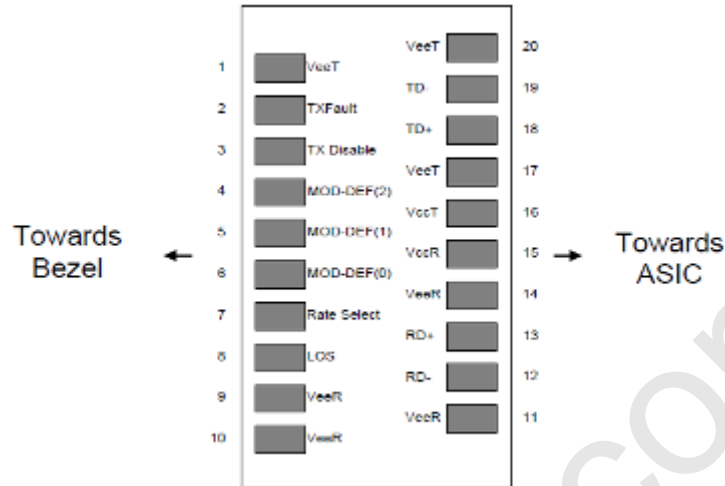 VeeT 20
1 VeeT
TD- 19
2 TXFault
TD+ 18
3 TX Disable
VeeT 17
4 MOD-DEF(2)
VccT 16
5 MOD-DEF(1)
Towards Bezel
VccR 15
Towards ASIC
6 MOD-DEF(0)
VeeR 14
7 Rate Select
RD+ 13
8 LOS
RD- 12
9 VeeR
VeeR 11
10 VeeR